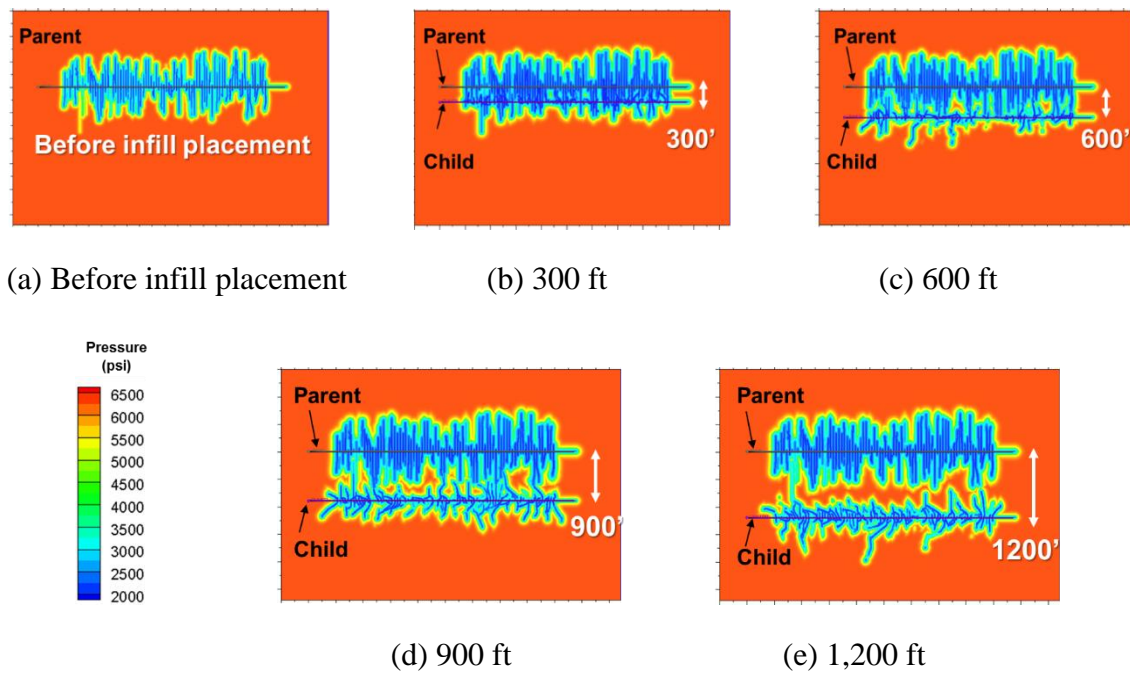 Parent
Before infill placement
Parent
300'
Child
Parent
600'
Child
(a) Before infill placement
(b) 300 ft
(c) 600 ft
Pressure
(psi)
6500
6000
5500
5000
4500
4000
3500
3000
2500
2000
Parent
900'
Child
Parent
Child
1200'
(d) 900 ft
(e) 1,200 ft